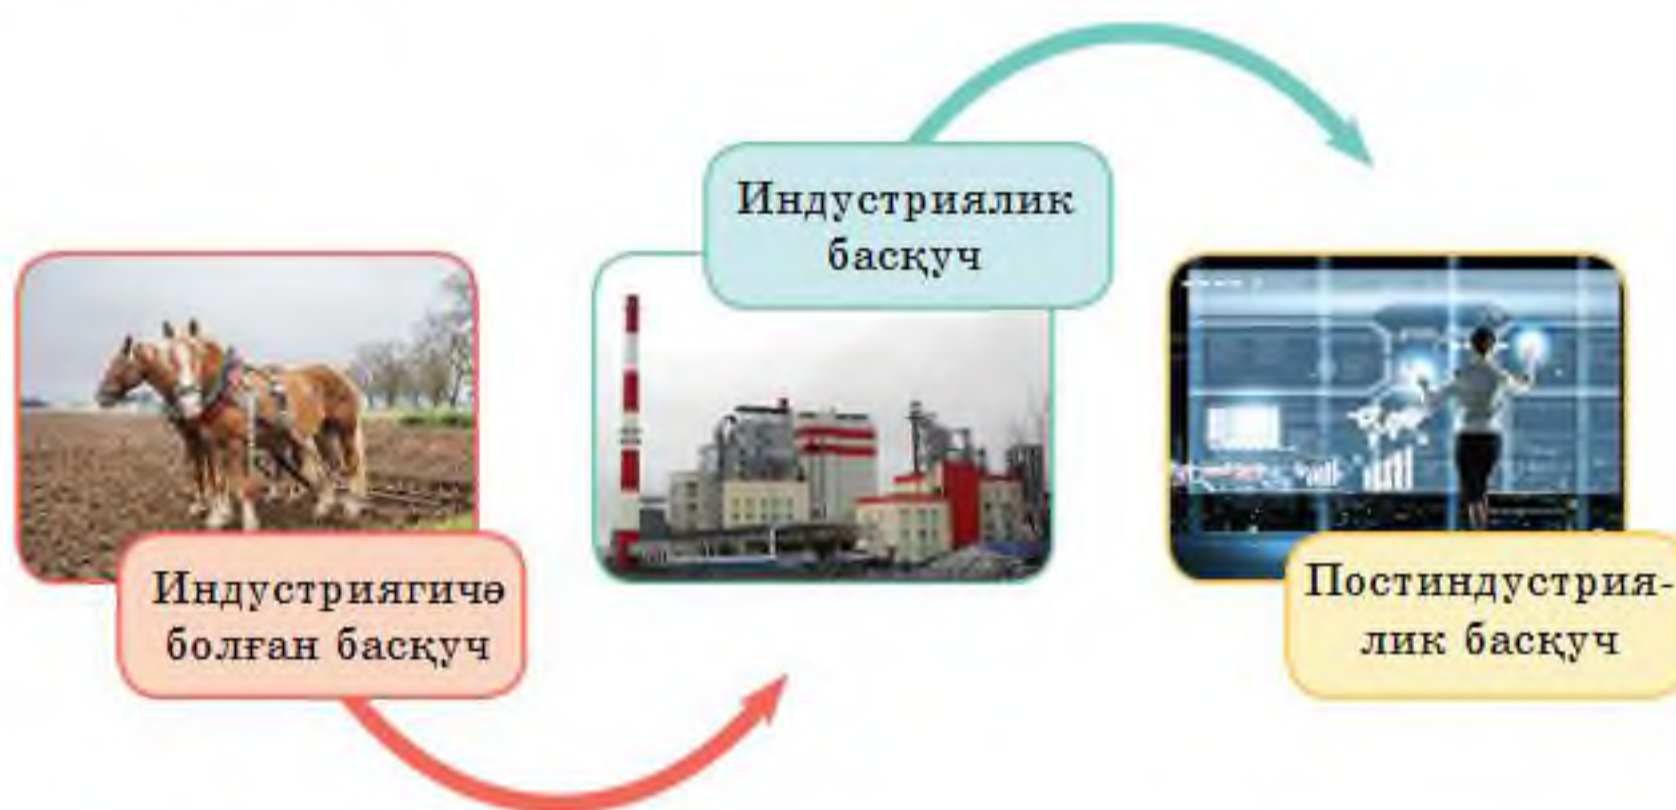 Индустриялик
басқуч
Индустриягичә
болған басқуч
Постиндустрия-
лик басқуч